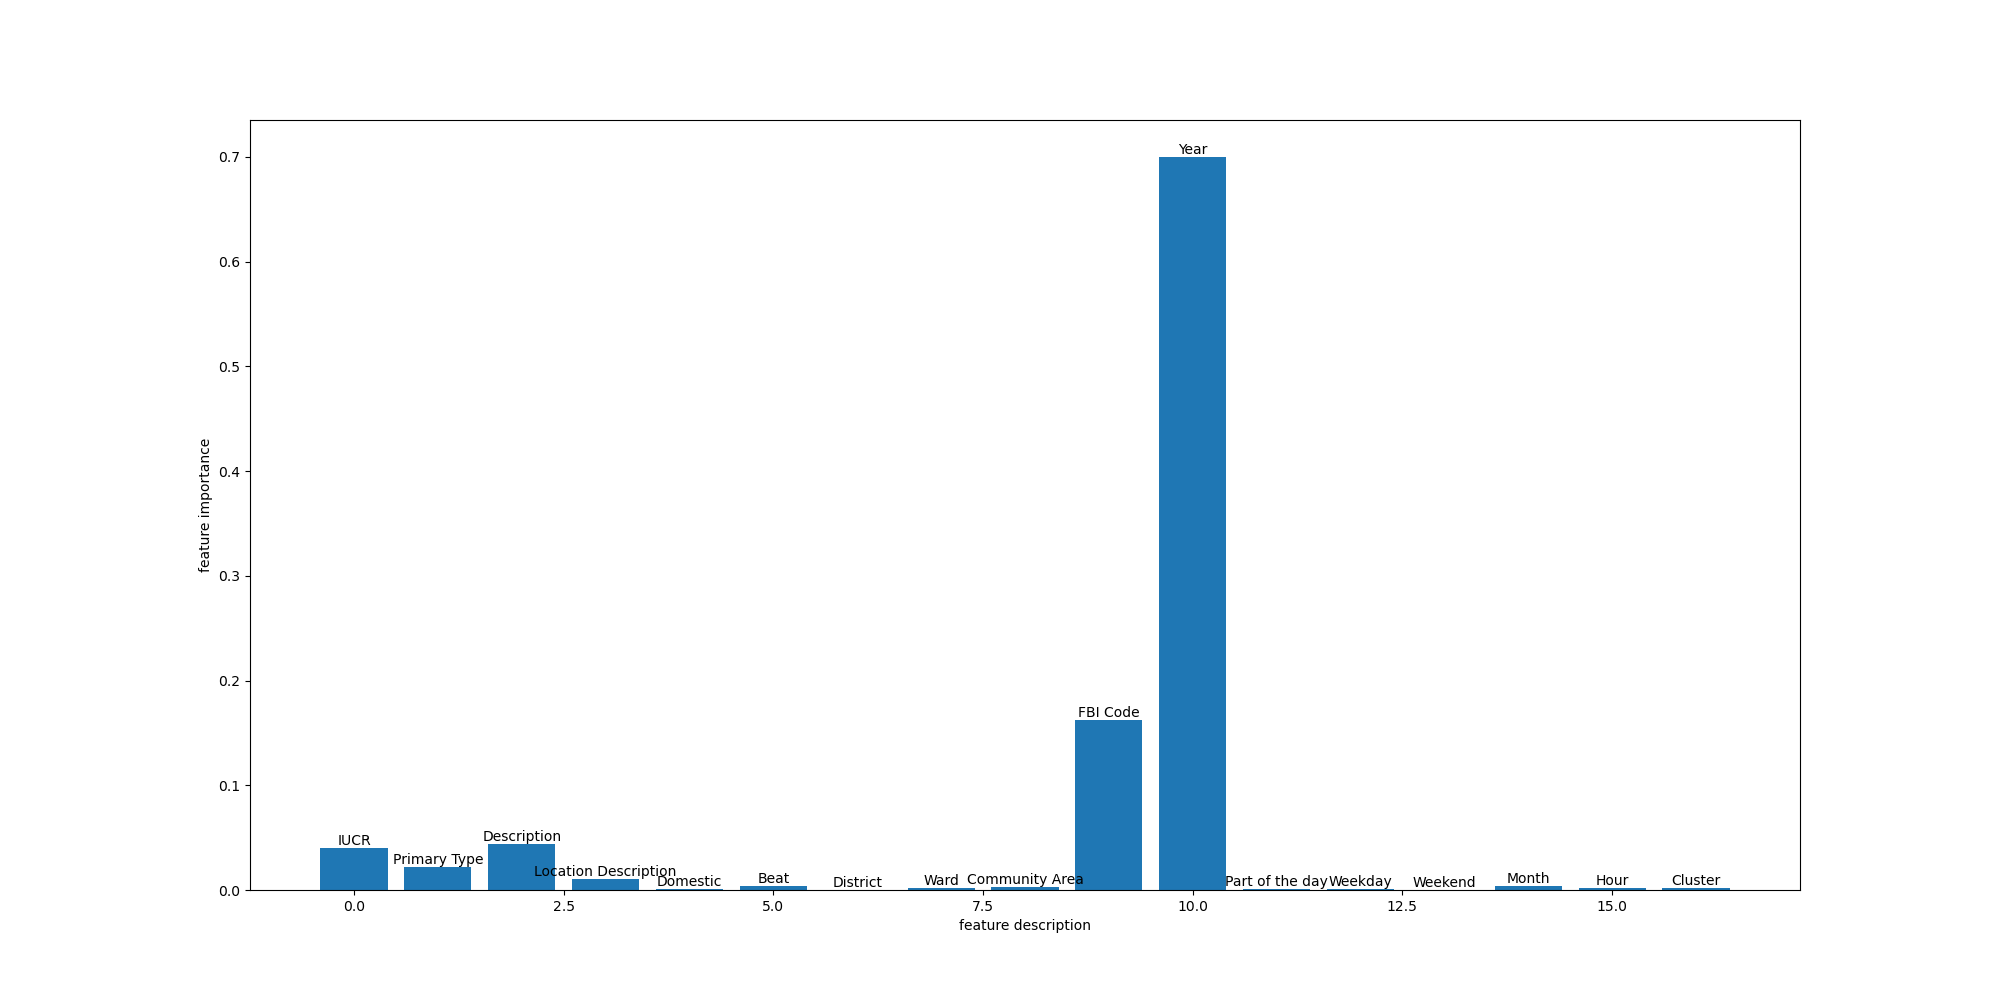 Year
0.7
0.6
0.5
0.4
0.3
0.2
0.1
0.0
feature importance
FBI Code
IUCR
Primary Type
Description
Location Description
Domestic
Beat
District
Ward
Community Area
Part of the day
Weekday
Weekend
Month
Hour
Cluster
0.0 2.5 5.0 7.5 10.0 12.5 15.0
feature description